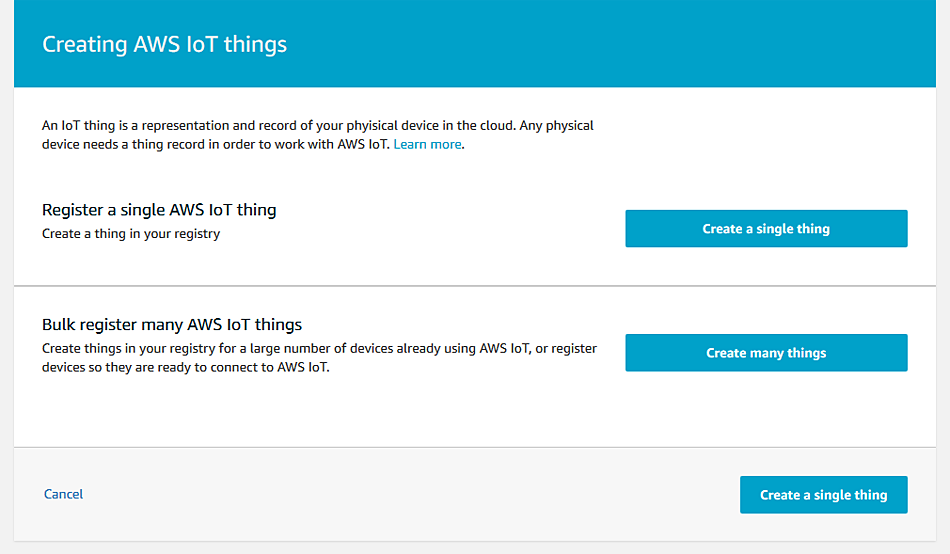 Creating AWS IoT things
An IoT thing is a representation and record of your phyisical device in the cloud. Any physical
device needs a thing record in order to work with AWS IoT. Learn more.
Register a single AWS IoT thing
Create a thing in your registry
Create a single thing
Bulk register many AWS IoT things
Create things in your registry for a large number of devices already using AWS IoT, or register
devices so they are ready to connect to AWS IoT.
Create many things
Cancel
Create a single thing